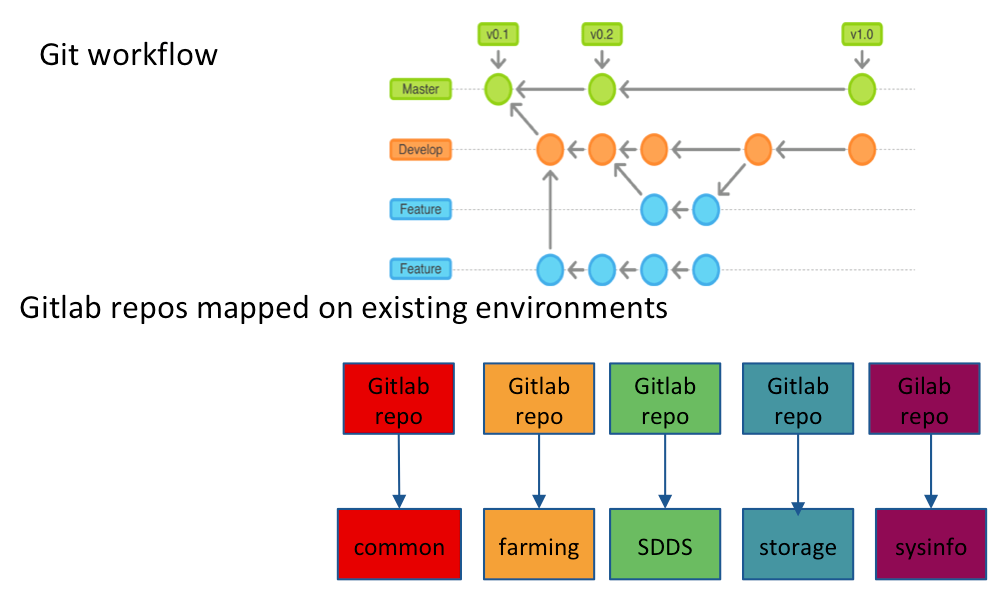 Git workflow
v0.1
v0.2
v1.0
Master
Develop
Feature
Feature
Gitlab repos mapped on existing environments
Gitlab
repo
Gitlab
repo
Gitlab
repo
Gitlab
repo
Gilab
repo
common
farming
SDDS
storage
sysinfo